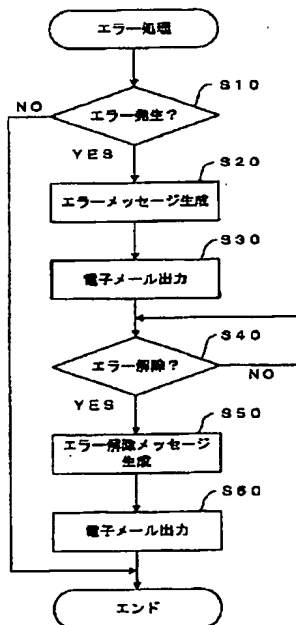 エラー処理
S10
NO
エラー発生?
YES
S20
エラーメッセージ生成
S30
電子メール出力
S40
エラー解除?
NO
YES
S50
エラー解除メッセージ
生成
S60
電子メール出力
エンド